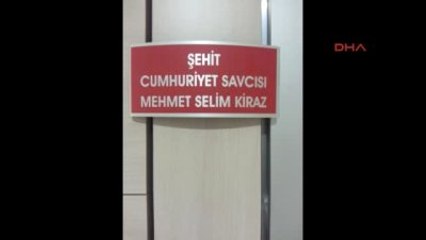 ŞEHİT
CUMHURİYET SAVCISI
MEHMET SELİM KİRAZ
DHA